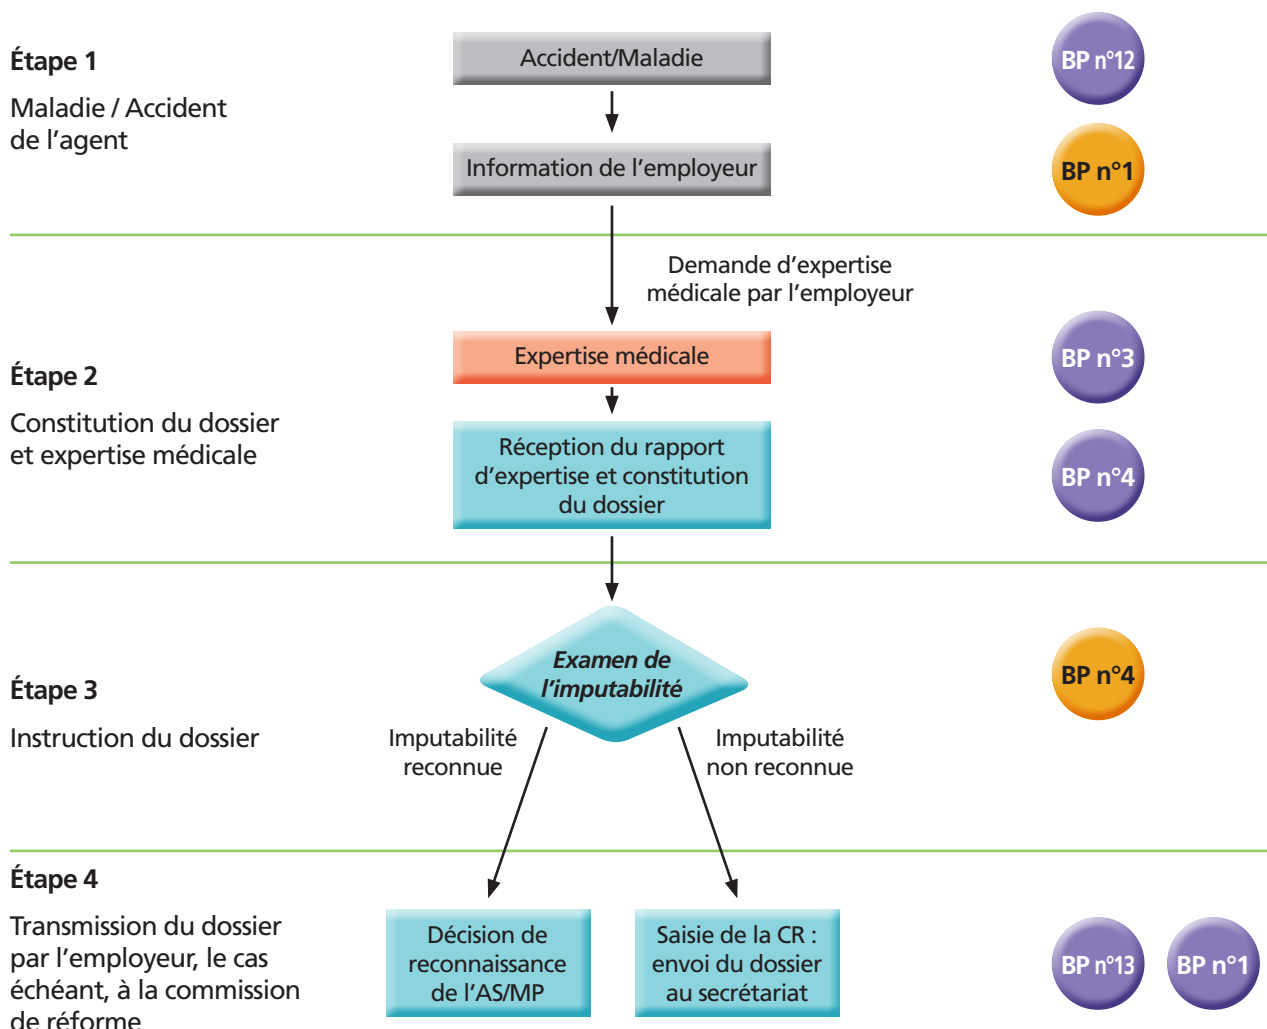 Étape 1
Maladie / Accident
de l’agent
Accident/Maladie
Information de l’employeur
BP n°12
BP n°1
Demande d’expertise
médicale par l’employeur
Étape 2
Constitution du dossier
et expertise médicale
Expertise médicale
Réception du rapport
d’expertise et constitution
du dossier
BP n°3
BP n°4
Étape 3
Instruction du dossier
Examen de
l’imputabilité
Imputabilité
reconnue
Imputabilité
non reconnue
BP n°4
Étape 4
Transmission du dossier
par l’employeur, le cas
échéant, à la commission
de réforme
Décision de
reconnaissance
de l’AS/MP
Saisie de la CR :
envoi du dossier
au secrétariat
BP n°13
BP n°1